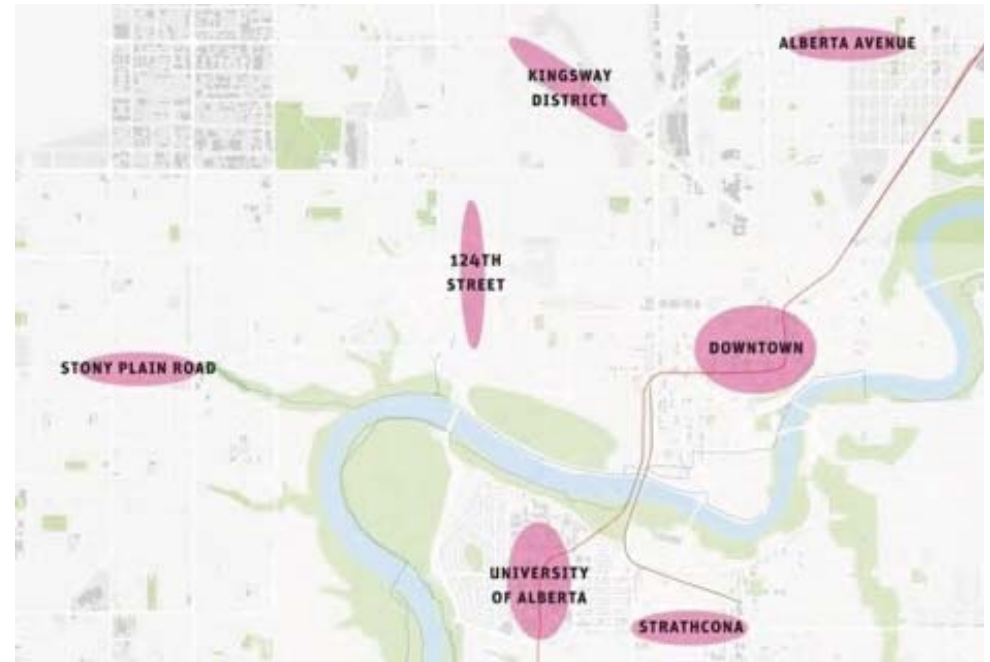 ALBERTA AVENUE
KINGSWAY
DISTRICT
124TH
STREET
DOWNTOWN
STONY PLAIN ROAD
UNIVERSITY
OF ALBERTA
STRATHCONA